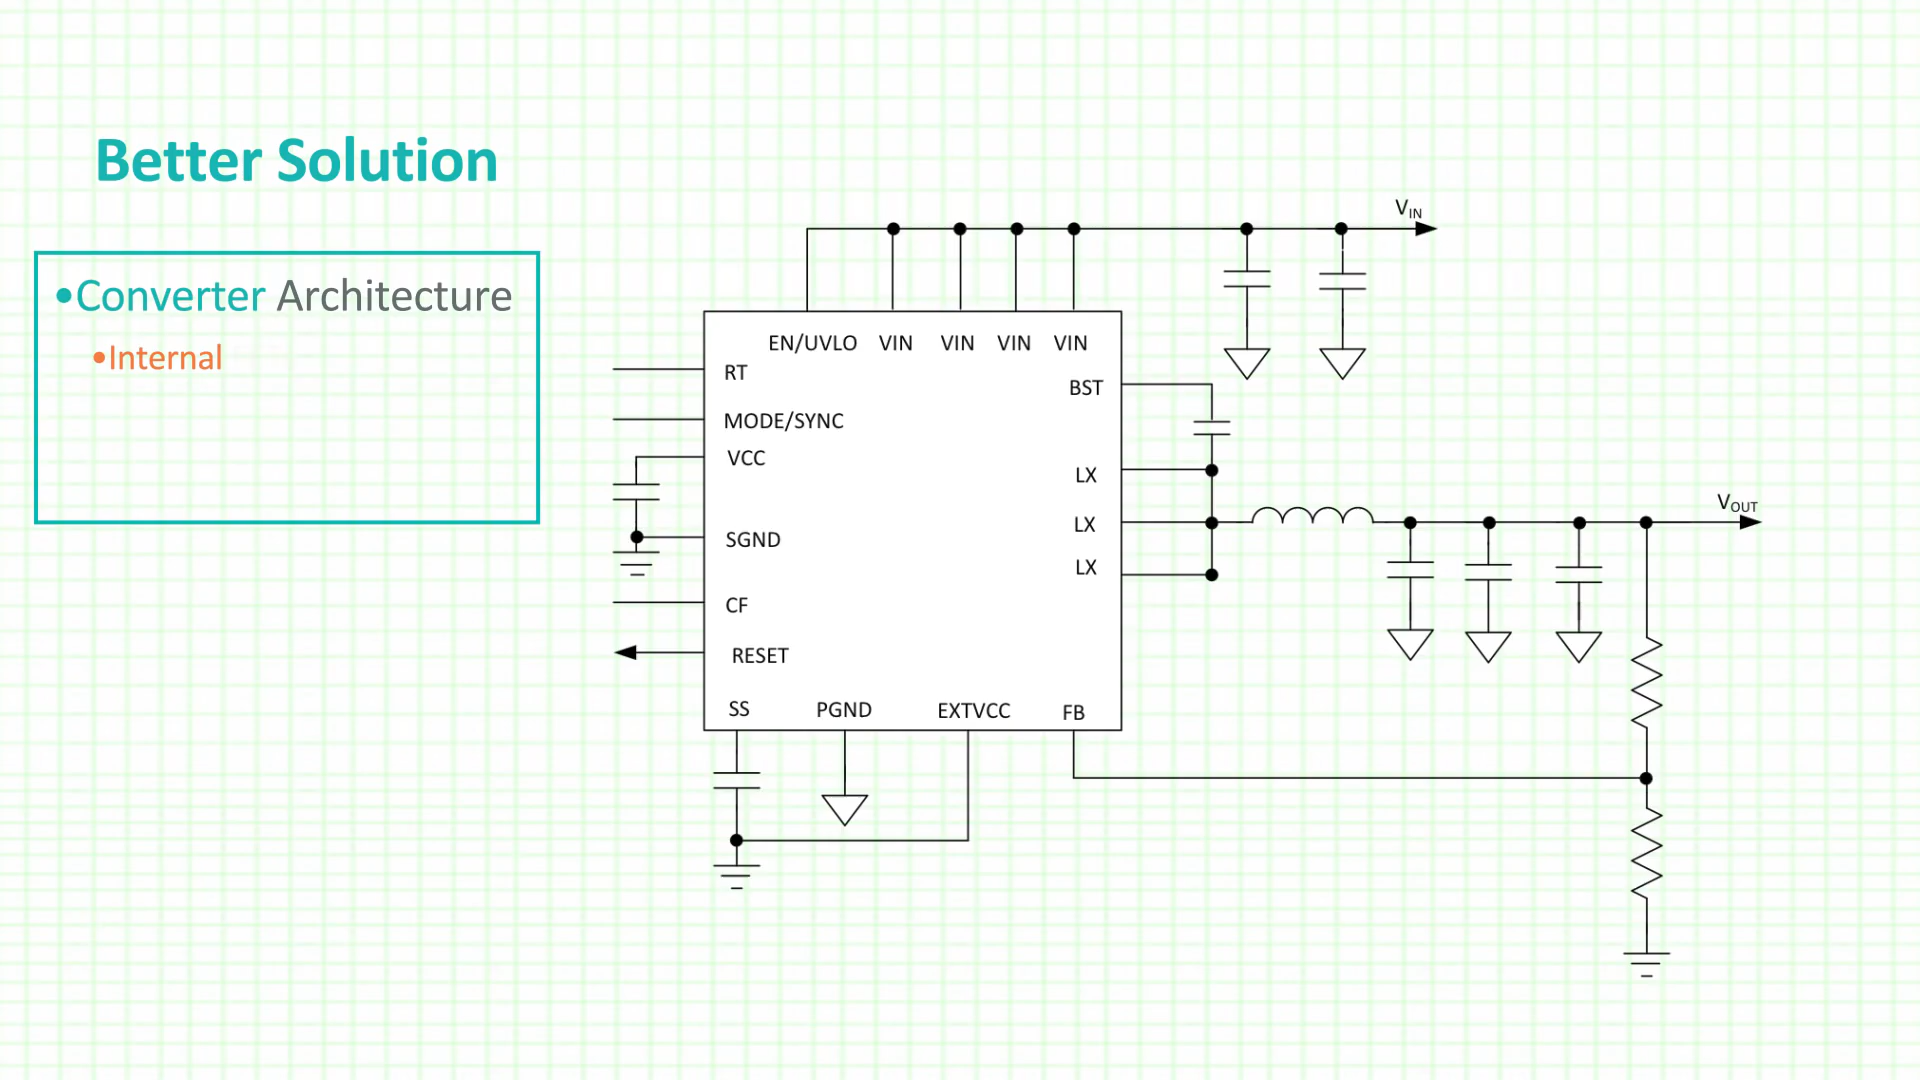 Better Solution
•Converter Architecture
•Internal
VIN
EN/UVLO VIN VIN VIN VIN
RT
BST
MODE/SYNC
VCC
LX
VOUT
LX
SGND
LX
CF
RESET
SS PGND EXTVCC FB